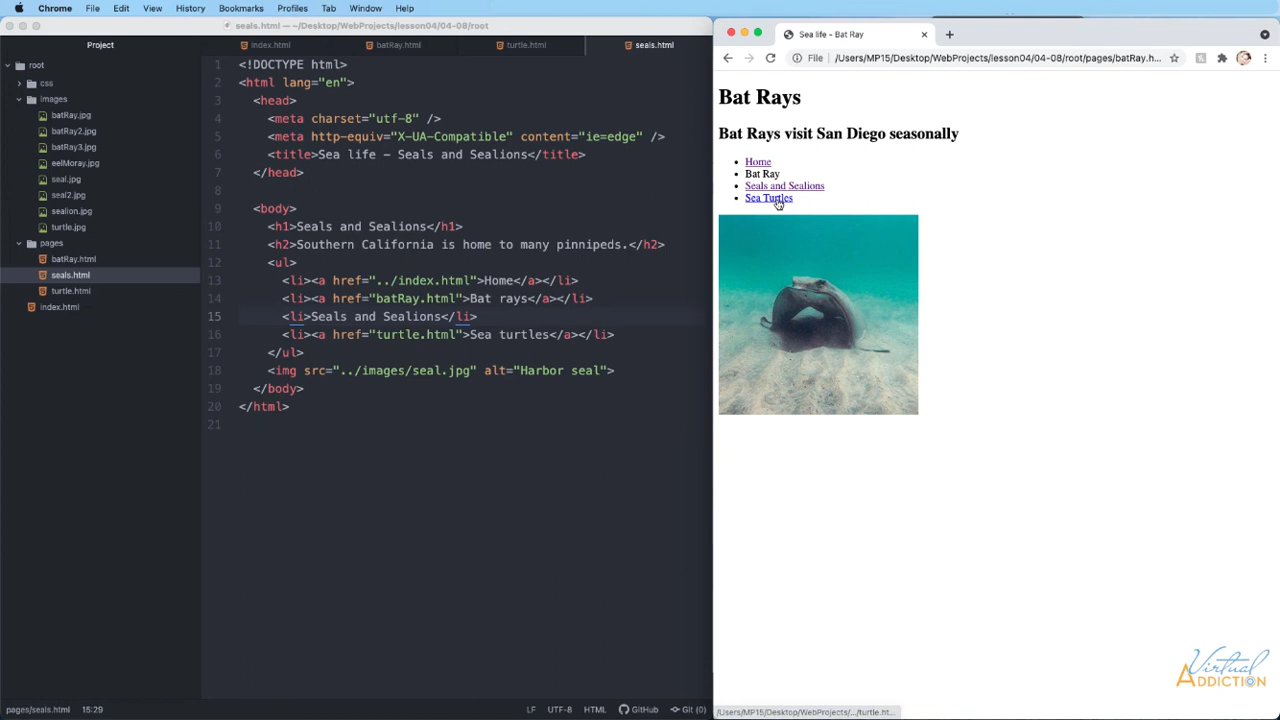 Chrome File Edit View History Bookmarks Profiles Tab Window Help
seals.html — ~/Desktop/WebProjects/lesson04/04-08/root
Project
index.html
batRay.html
turtle.html
seals.html
root
css
images
batRay.jpg
batRay2.jpg
batRay3.jpg
eelMoray.jpg
seal.jpg
seal2.jpg
sealion.jpg
turtle.jpg
pages
batRay.html
seals.html
turtle.html
index.html
1 <!DOCTYPE html>
2 <html lang="en">
3 <head>
4 <meta charset="utf-8" />
5 <meta http-equiv="X-UA-Compatible" content="ie=edge" />
6 <title>Sea life - Seals and Sealions</title>
7 </head>
8
9 <body>
10 <h1>Seals and Sealions</h1>
11 <h2>Southern California is home to many pinnipeds.</h2>
12 <ul>
13 <li><a href="../index.html">Home</a></li>
14 <li><a href="batRay.html">Bat rays</a></li>
15 <li>Seals and Sealions</li>
16 <li><a href="turtle.html">Sea turtles</a></li>
17 </ul>
18 <img src="../images/seal.jpg" alt="Harbor seal">
19 </body>
20 </html>
21
pages/seals.html 15:29
LF UTF-8 HTML GitHub Git (0)
Sea life - Bat Ray
File /Users/MP15/Desktop/WebProjects/lesson04/04-08/root/pages/batRay.h...
Bat Rays
Bat Rays visit San Diego seasonally
Home
Bat Ray
Seals and Sealions
Sea Turtles
Virtual
ADDICTION
/Users/MP15/Desktop/WebProjects/.../turtle.ht...